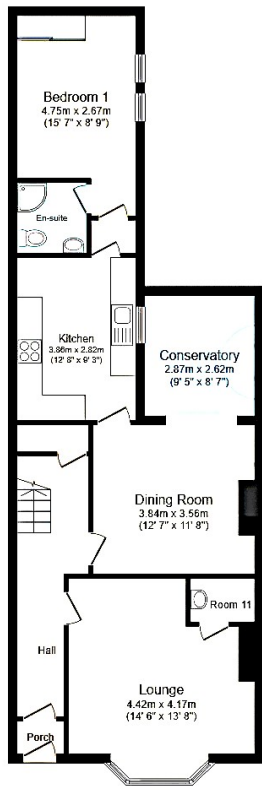 Bedroom 1
4.75m x 2.67m
(15' 7" x 8' 9")
En-suite
Kitchen
3.86m x 2.82m
(12' 8" x 9' 3")
Conservatory
2.87m x 2.62m
(9' 5" x 8' 7")
Dining Room
3.84m x 3.56m
(12' 7" x 11' 8")
Room 11
Hall
Lounge
4.42m x 4.17m
(14' 6" x 13' 8")
Porch